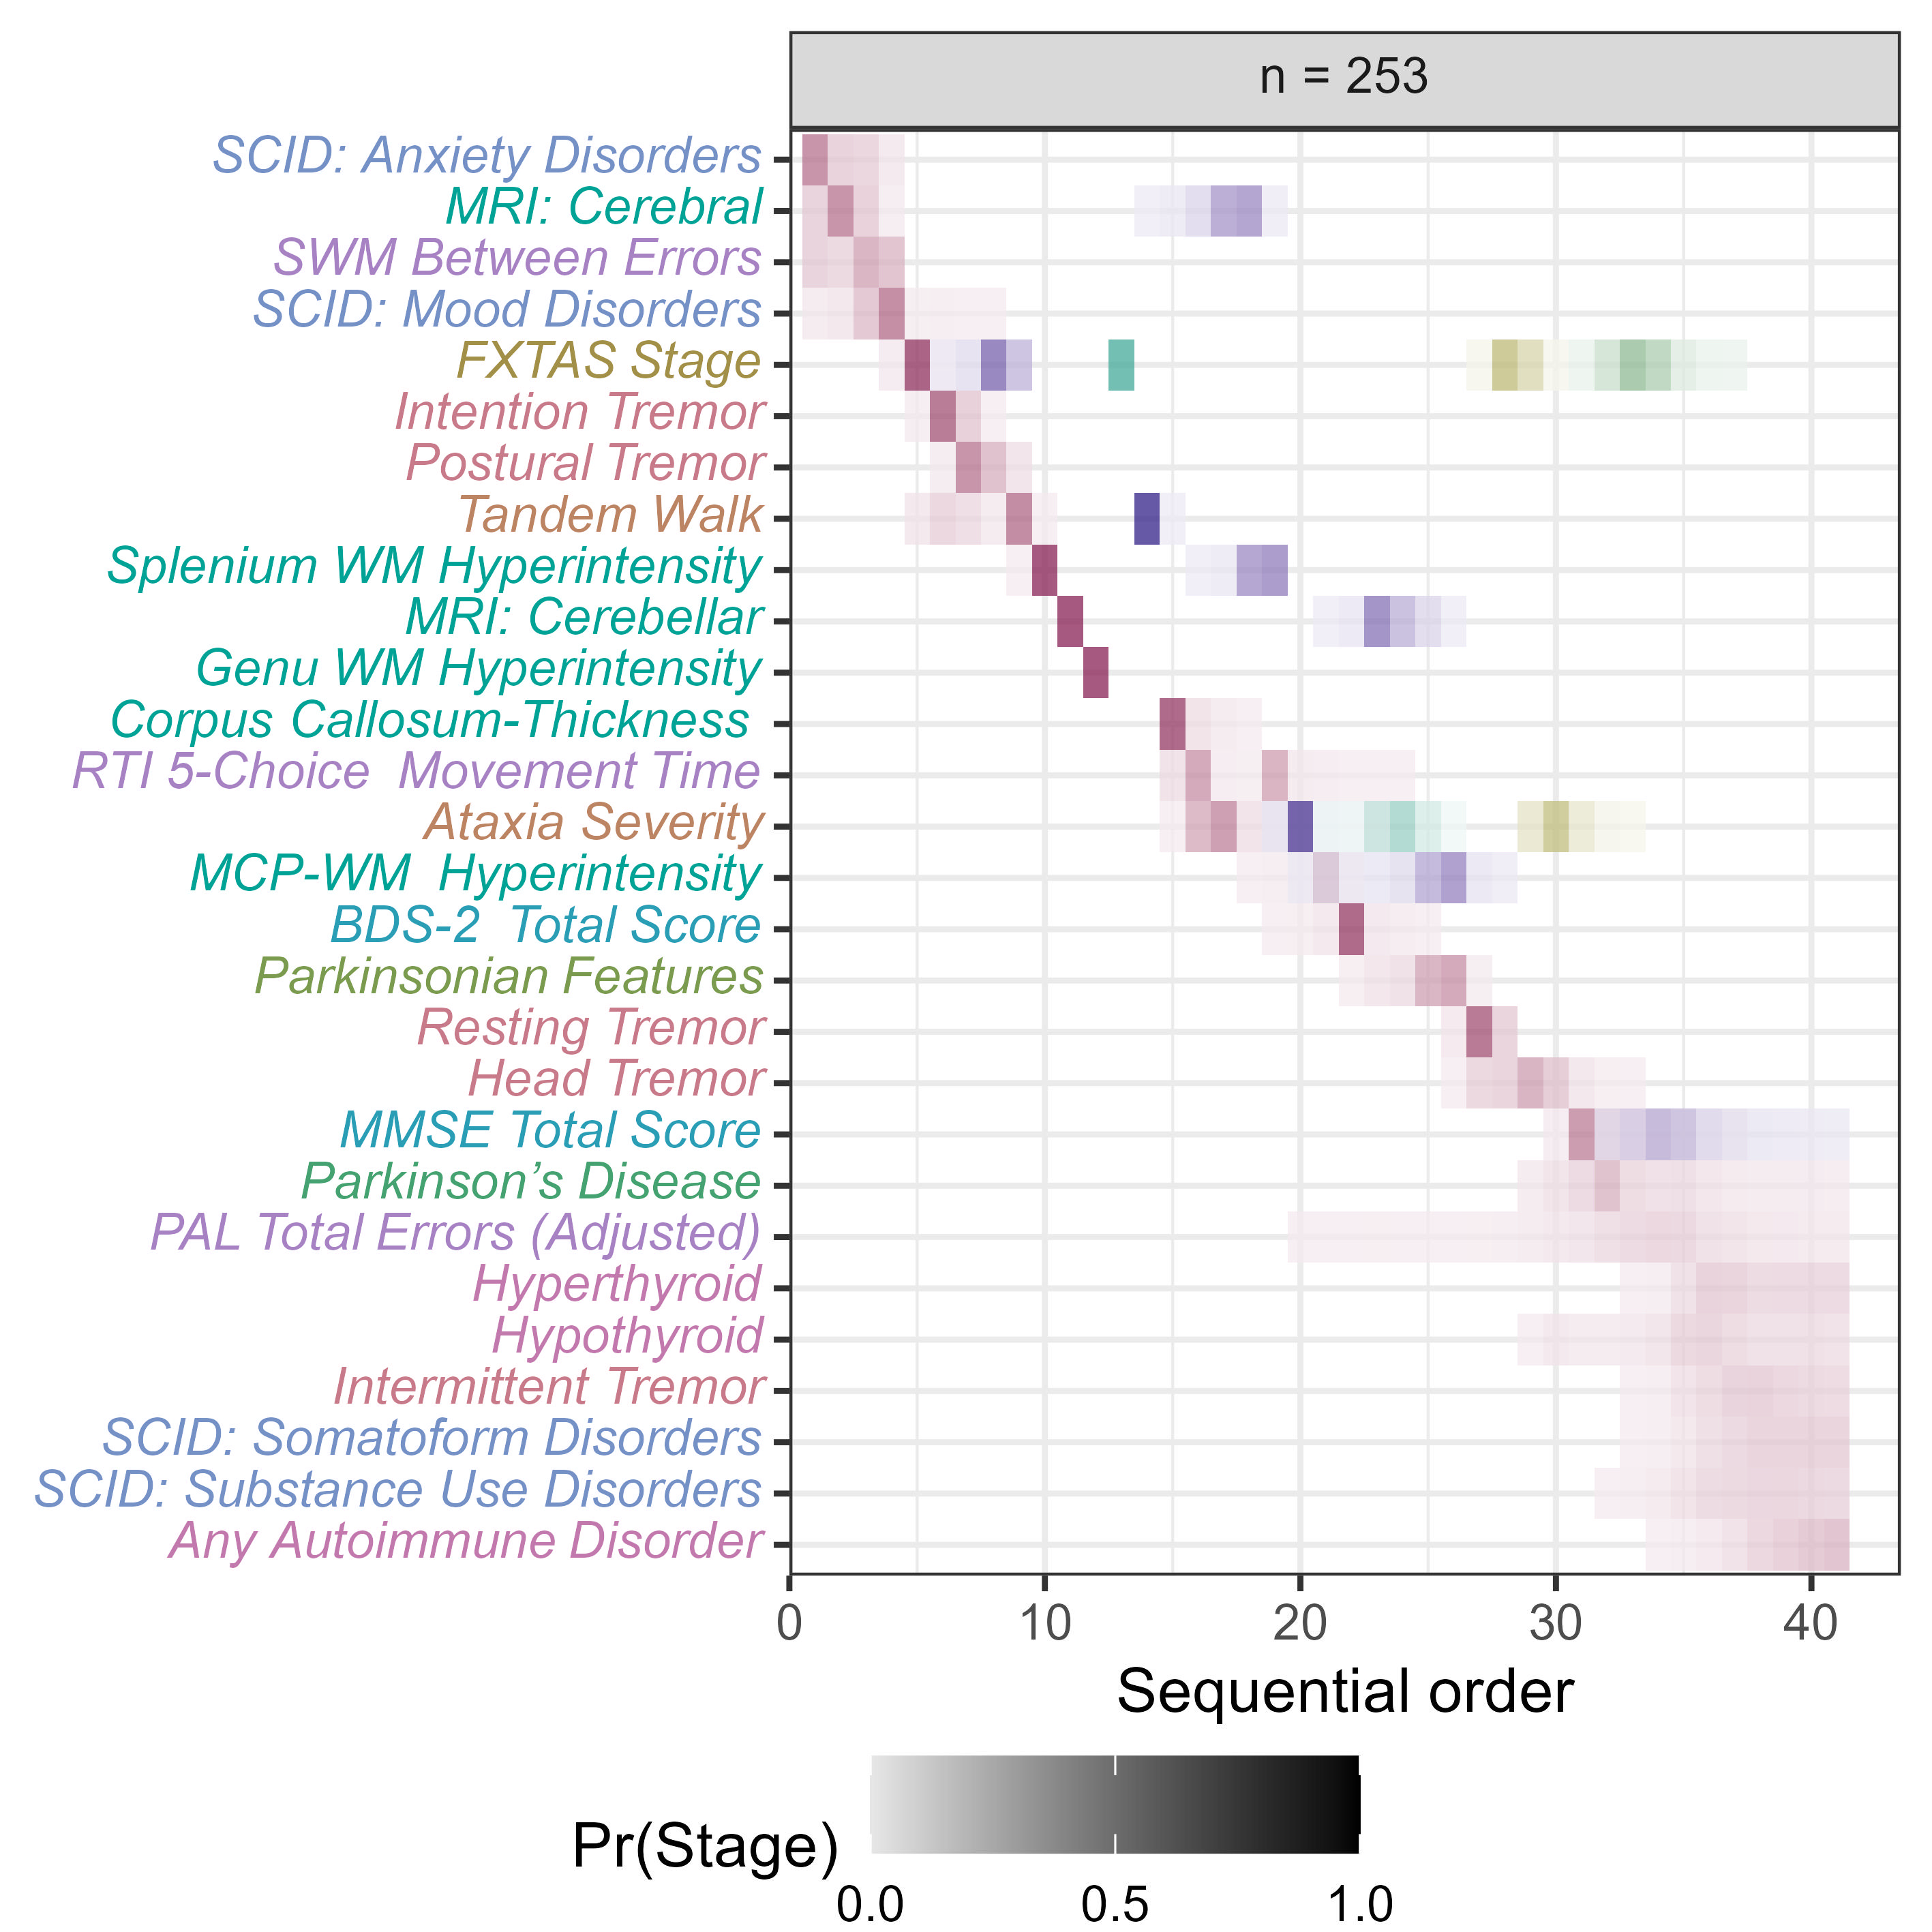 n = 253
SCID: Anxiety Disorders
MRI: Cerebral
SWM Between Errors
SCID: Mood Disorders
FXTAS Stage
Intention Tremor
Postural Tremor
Tandem Walk
Splenium WM Hyperintensity
MRI: Cerebellar
Genu WM Hyperintensity
Corpus Callosum-Thickness
RTI 5-Choice  Movement Time
Ataxia Severity
MCP-WM  Hyperintensity
BDS-2  Total Score
Parkinsonian Features
Resting Tremor
Head Tremor
MMSE Total Score
Parkinson’s Disease
PAL Total Errors (Adjusted)
Hyperthyroid
Hypothyroid
Intermittent Tremor
SCID: Somatoform Disorders
SCID: Substance Use Disorders
Any Autoimmune Disorder
0 10 20 30 40
Sequential order
Pr(Stage)
0.0 0.5 1.0